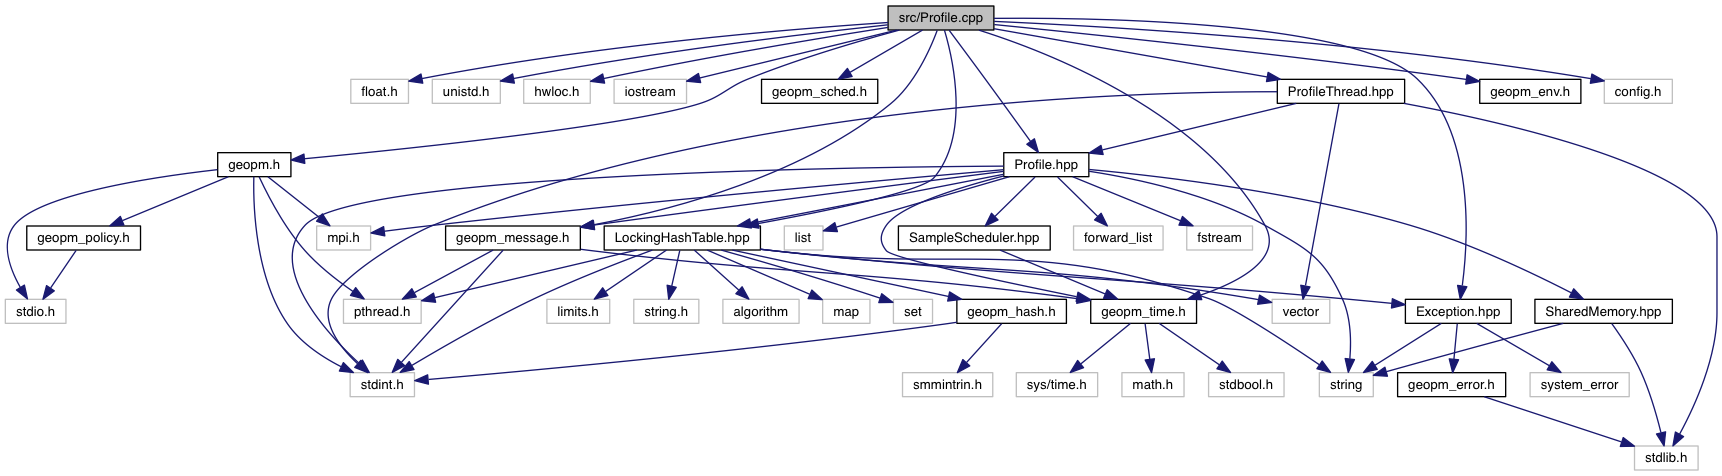 src/Profile.cpp
float.h
unistd.h
hwloc.h
iostream
geopm_sched.h
ProfileThread.hpp
geopm_env.h
config.h
geopm.h
Profile.hpp
geopm_policy.h
mpi.h
geopm_message.h
LockingHashTable.hpp
list
SampleScheduler.hpp
forward_list
fstream
stdio.h
pthread.h
limits.h
string.h
algorithm
map
set
geopm_hash.h
geopm_time.h
vector
Exception.hpp
SharedMemory.hpp
stdint.h
smmintrin.h
sys/time.h
math.h
stdbool.h
string
geopm_error.h
system_error
stdlib.h